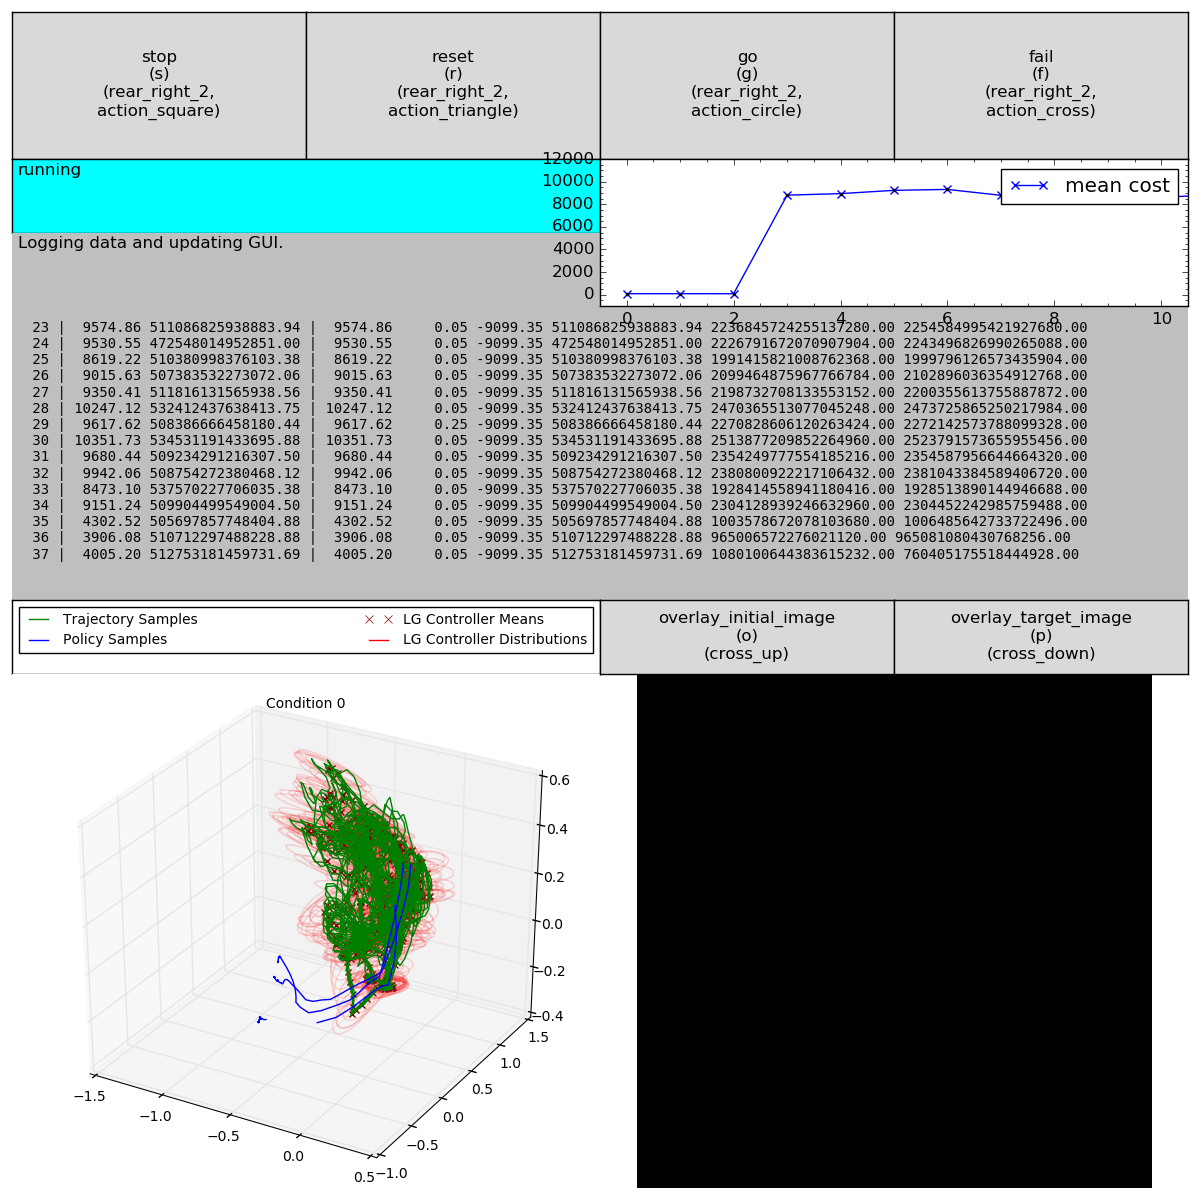 stop
(s)
(rear_right_2,
action_square)
reset
(r)
(rear_right_2,
action_triangle)
go
(g)
(rear_right_2,
action_circle)
fail
(f)
(rear_right_2,
action_cross)
running
Logging data and updating GUI.
12000
10000
8000
6000
4000
2000
0
mean cost
0 2 4 6 8 10
23 | 9574.86 511086825938883.94 | 9574.86 0.05 -9099.35 511086825938883.94 2236845724255137280.00 2254584995421927680.00
24 | 9530.55 472548014952851.00 | 9530.55 0.05 -9099.35 472548014952851.00 2226791672070907904.00 2243496826990265088.00
25 | 8619.22 510380998376103.38 | 8619.22 0.05 -9099.35 510380998376103.38 1991415821008762368.00 1999796126573435904.00
26 | 9015.63 507383532273072.06 | 9015.63 0.05 -9099.35 507383532273072.06 2099464875967766784.00 2102896036354912768.00
27 | 9350.41 511816131565938.56 | 9350.41 0.05 -9099.35 511816131565938.56 2198732708133553152.00 2200355613755887872.00
28 | 10247.12 532412437638413.75 | 10247.12 0.05 -9099.35 532412437638413.75 2470365513077045248.00 2473725865250217984.00
29 | 9617.62 508386666458180.44 | 9617.62 0.25 -9099.35 508386666458180.44 2270828606120263424.00 2272142573788099328.00
30 | 10351.73 534531191433695.88 | 10351.73 0.05 -9099.35 534531191433695.88 2513877209852264960.00 2523791573655955456.00
31 | 9680.44 509234291216307.50 | 9680.44 0.05 -9099.35 509234291216307.50 2354249777554185216.00 2354587956644664320.00
32 | 9942.06 508754272380468.12 | 9942.06 0.05 -9099.35 508754272380468.12 2380800922217106432.00 2381043384589406720.00
33 | 8473.10 537570227706035.38 | 8473.10 0.05 -9099.35 537570227706035.38 1928414558941180416.00 1928513890144946688.00
34 | 9151.24 509904499549004.50 | 9151.24 0.05 -9099.35 509904499549004.50 2304128939246632960.00 2304452242985759488.00
35 | 4302.52 505697857748404.88 | 4302.52 0.05 -9099.35 505697857748404.88 1003578672078103680.00 1006485642733722496.00
36 | 3906.08 510712297488228.88 | 3906.08 0.05 -9099.35 510712297488228.88 965006572276021120.00 965081080430768256.00
37 | 4005.20 512753181459731.69 | 4005.20 0.05 -9099.35 512753181459731.69 1080100644383615232.00 760405175518444928.00
Trajectory Samples
Policy Samples
LG Controller Means
LG Controller Distributions
overlay_initial_image
(o)
(cross_up)
overlay_target_image
(p)
(cross_down)
Condition 0
0.6
0.4
0.2
0.0
−0.2
−0.4
1.5
1.0
0.5
0.0
−0.5
−1.0
−1.5
−1.0
−0.5
0.0
0.5